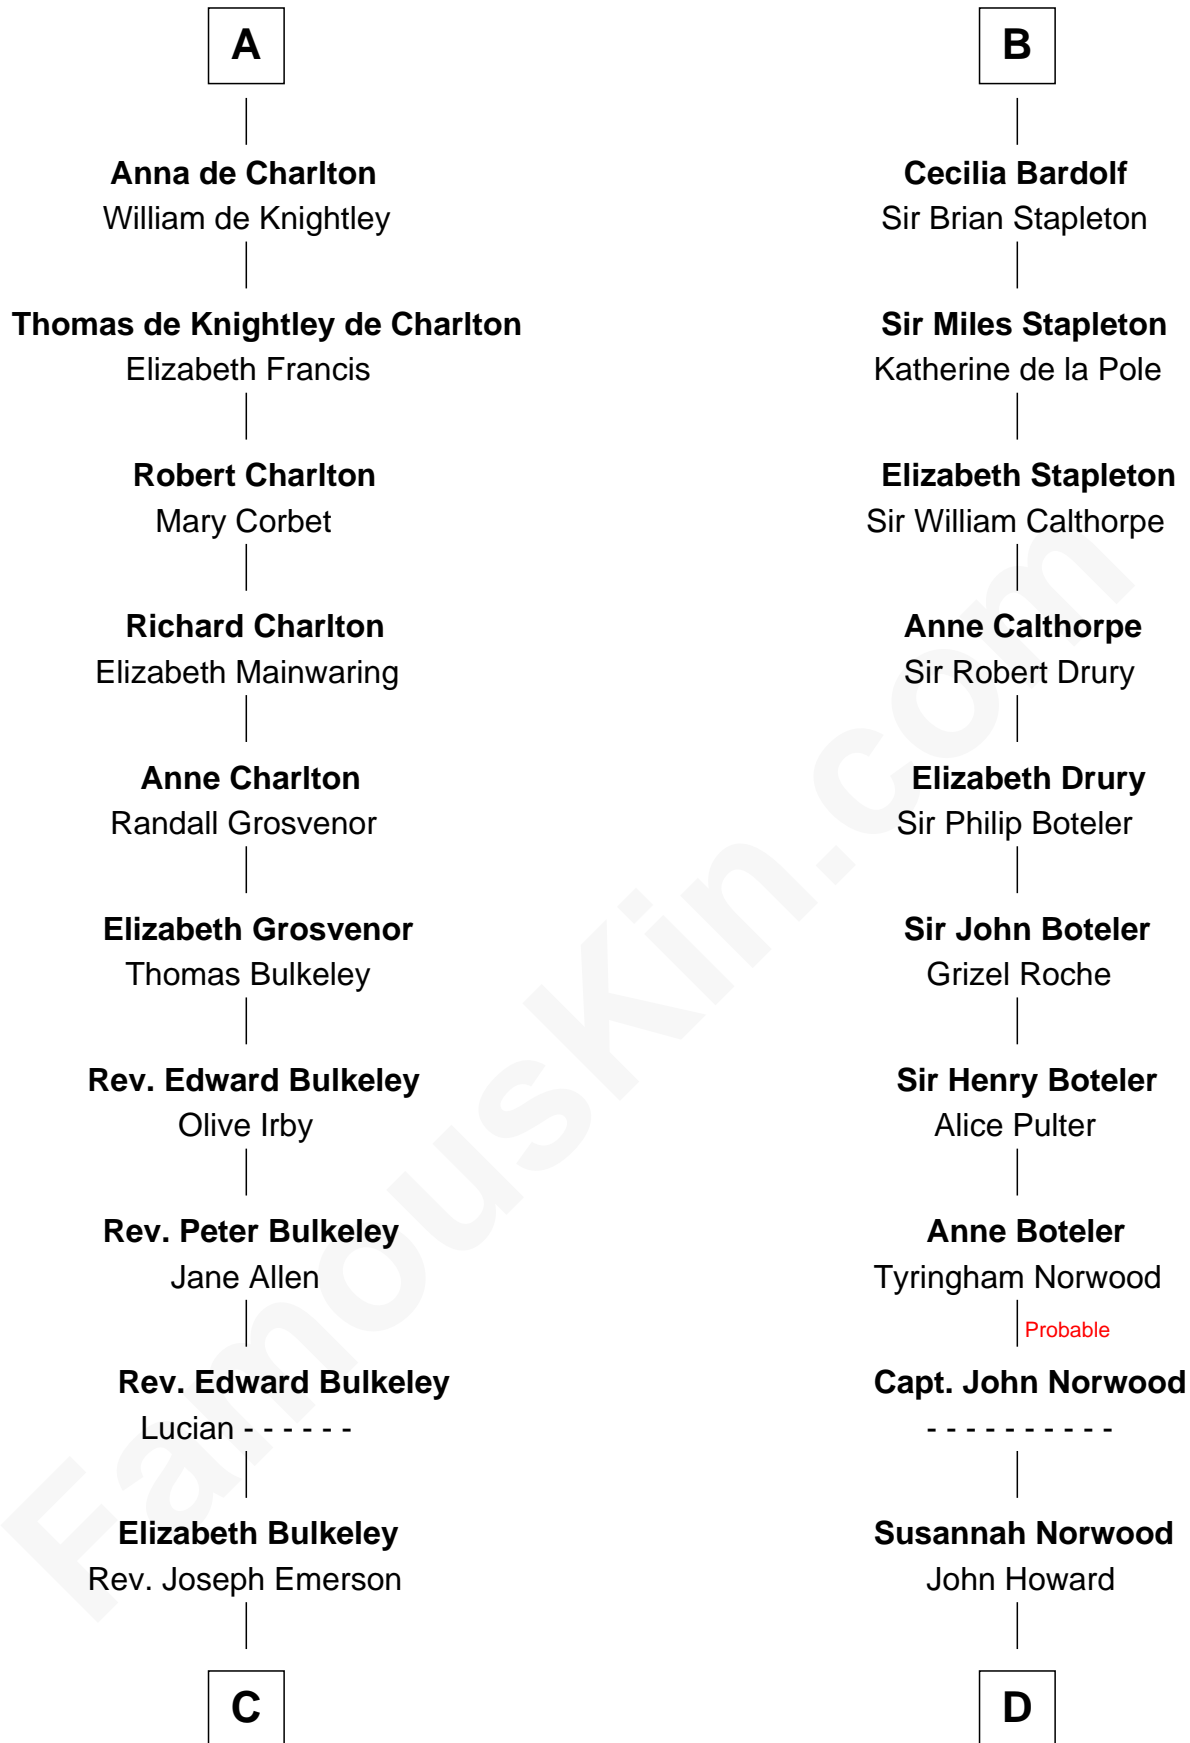 A
Anna de Charlton
William de Knightley
Thomas de Knightley de Charlton
Elizabeth Francis
Robert Charlton
Mary Corbet
Richard Charlton
Elizabeth Mainwaring
Anne Charlton
Randall Grosvenor
Elizabeth Grosvenor
Thomas Bulkeley
Rev. Edward Bulkeley
Olive Irby
Rev. Peter Bulkeley
Jane Allen
Rev. Edward Bulkeley
Lucian - - - - - -
Elizabeth Bulkeley
Rev. Joseph Emerson
C
B
Cecilia Bardolf
Sir Brian Stapleton
Sir Miles Stapleton
Katherine de la Pole
Elizabeth Stapleton
Sir William Calthorpe
Anne Calthorpe
Sir Robert Drury
Elizabeth Drury
Sir Philip Boteler
Sir John Boteler
Grizel Roche
Sir Henry Boteler
Alice Pulter
Anne Boteler
Tyringham Norwood
Probable
Capt. John Norwood
- - - - - - - - - -
Susannah Norwood
John Howard
D
FamousKin.com